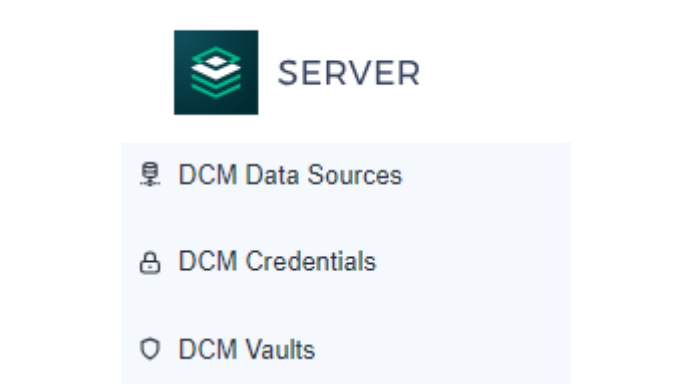 SERVER
DCM Data Sources
DCM Credentials
DCM Vaults